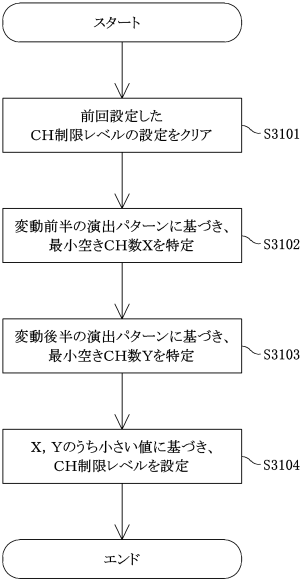 スタート
前回設定した
CH制限レベルの設定をクリア
S3101
変動前半の演出パターンに基づき、
最小空きCH数Xを特定
S3102
変動後半の演出パターンに基づき、
最小空きCH数Yを特定
S3103
X, Yのうち小さい値に基づき、
CH制限レベルを設定
S3104
エンド